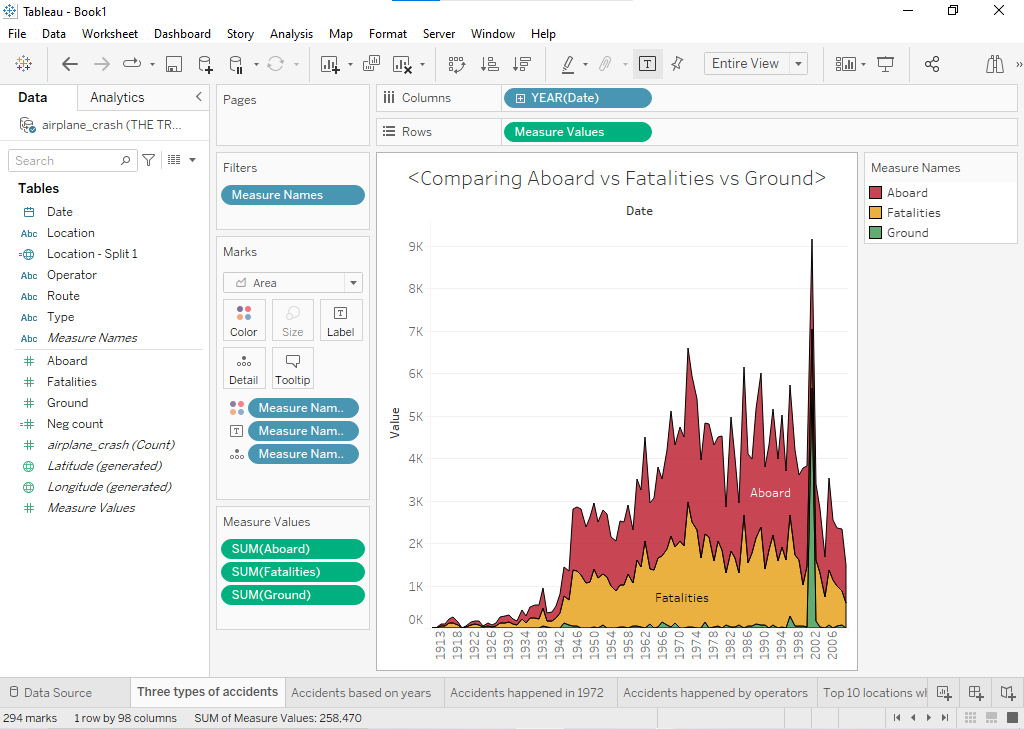 Tableau - Book1
File Data Worksheet Dashboard Story Analysis Map Format Server Window Help
T Entire View »
Data Analytics
airplane_crash (THE TR...
Search
Tables
Date
Abc Location
Location - Split 1
Abc Operator
Abc Route
Abc Type
Abc Measure Names
# Aboard
# Fatalities
# Ground
=# Neg count
# airplane_crash (Count)
Latitude (generated)
Longitude (generated)
# Measure Values
Pages
Filters
Measure Names
Marks
Area
Color Size Label
Detail Tooltip
Measure Nam..
Measure Nam..
Measure Nam..
Measure Values
SUM(Aboard)
SUM(Fatalities)
SUM(Ground)
Columns YEAR(Date)
Rows Measure Values
<Comparing Aboard vs Fatalities vs Ground>
Date
Value
9K
8K
7K
6K
5K
4K
3K
2K
1K
0K
Aboard
Fatalities
1913 1918 1922 1926 1930 1934 1938 1942 1946 1950 1954 1958 1962 1966 1970 1974 1978 1982 1986 1990 1994 1998 2002 2006
Measure Names
Aboard
Fatalities
Ground
Data Source Three types of accidents Accidents based on years Accidents happened in 1972 Accidents happened by operators Top 10 locations wh
294 marks 1 row by 98 columns SUM of Measure Values: 258,470